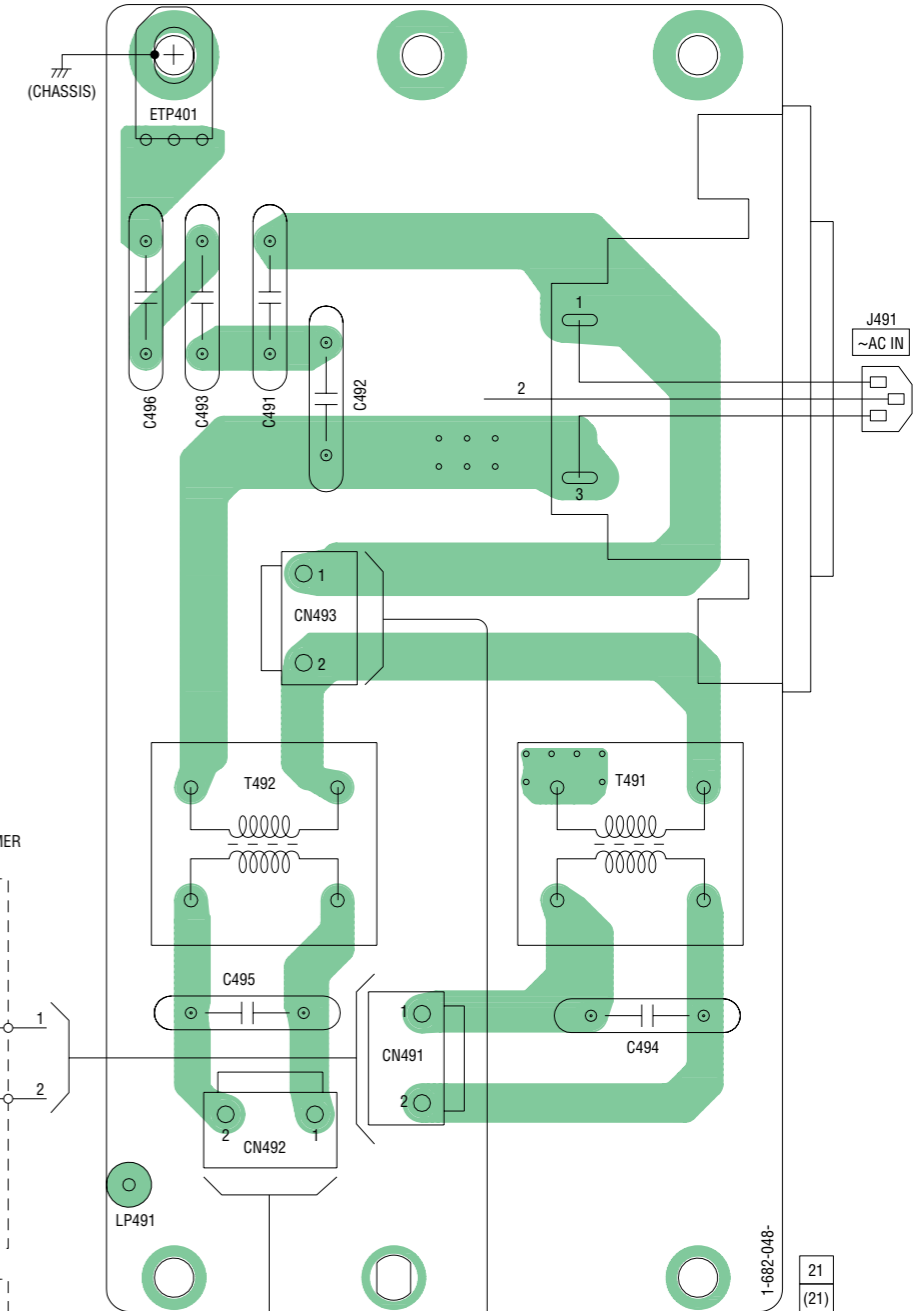 (CHASSIS)
ETP401
1
J491
~AC IN
2
C496
C493
C491
C492
3
1
CN493
2
T492
T491
MER
C495
1
1
CN491
C494
2
2
2
1
CN492
LP491
1-682-048-
21
(21)